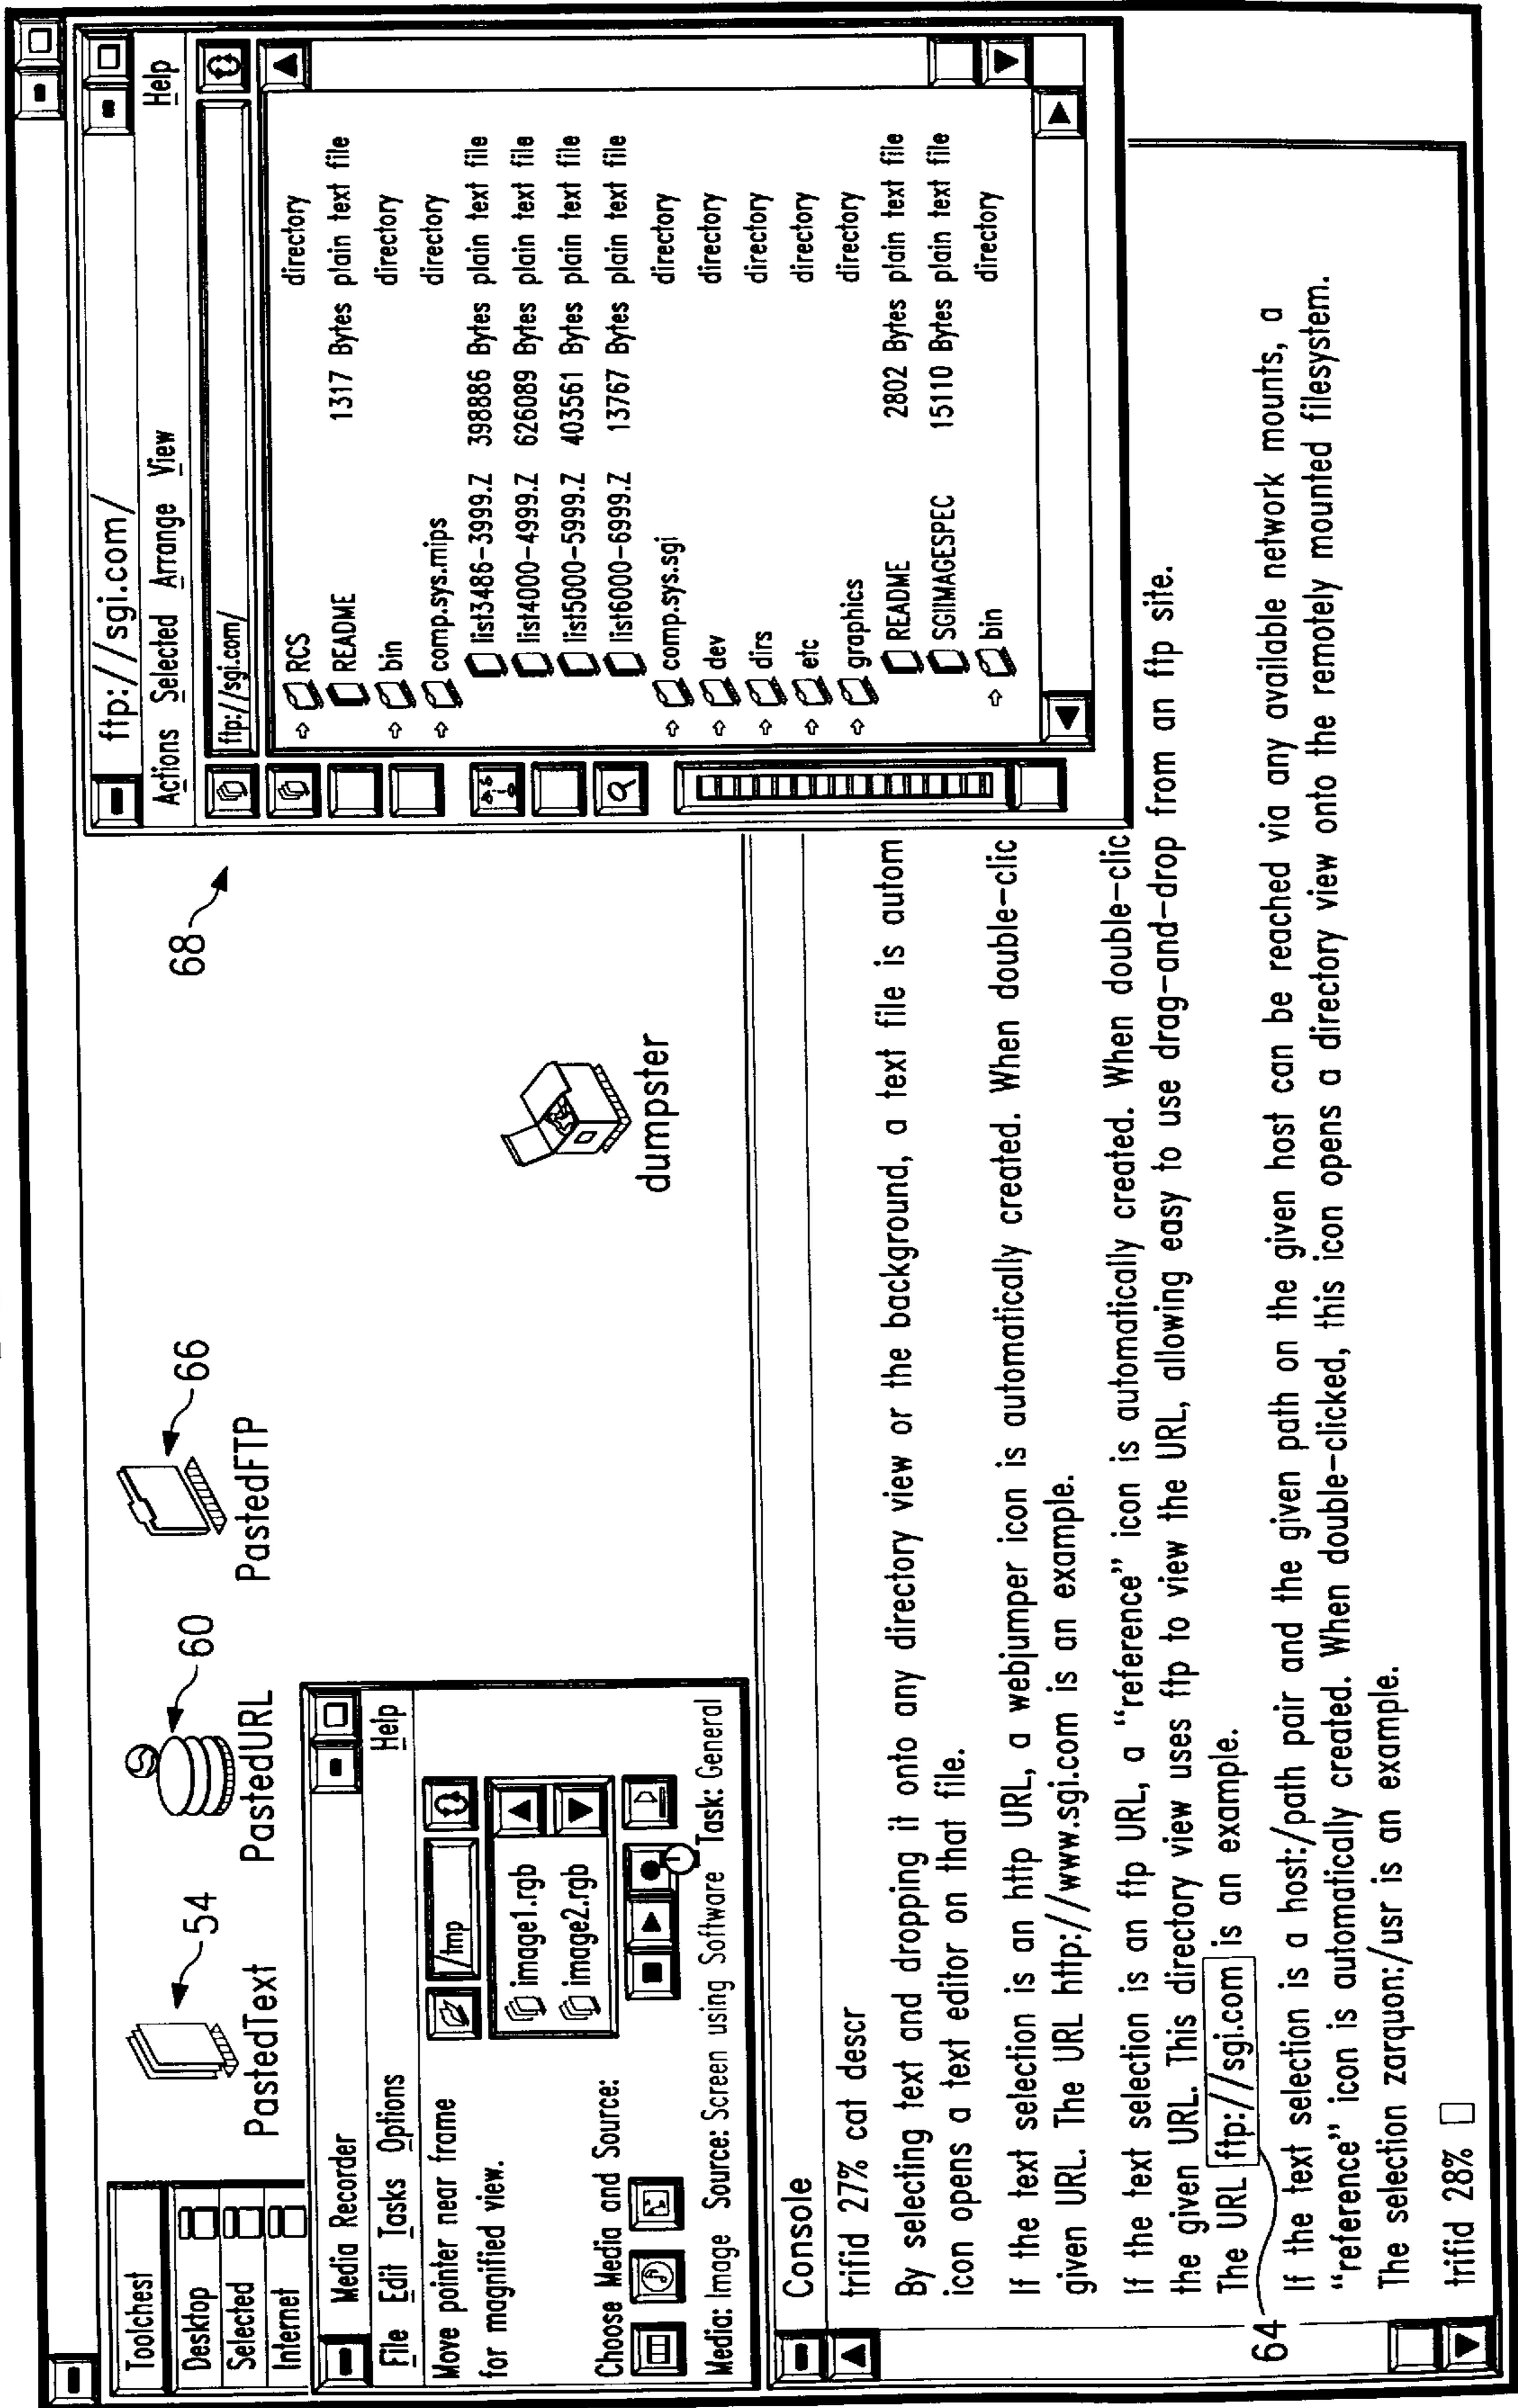 Toolchest
Desktop
Selected
Internet
PastedText
54
PastedURL
60
PastedFTP
66
dumpster
68
Media Recorder
File Edit Tasks Options Help
Move pointer near frame
for magnified view.
/tmp
image1.rgb
image2.rgb
Choose Media and Source:
Media: Image Source: Screen using Software Task: General
ftp://sgi.com/
Actions Selected Arrange View Help
ftp://sgi.com/
RCS directory
README 1317 Bytes plain text file
bin directory
comp.sys.mips directory
list3486-3999.Z 398886 Bytes plain text file
list4000-4999.Z 626089 Bytes plain text file
list5000-5999.Z 403561 Bytes plain text file
list6000-6999.Z 13767 Bytes plain text file
comp.sys.sgi directory
dev directory
dirs directory
etc directory
graphics directory
README 2802 Bytes plain text file
SGIIMAGESPEC 15110 Bytes plain text file
bin directory
Console
trifid 27% cat descr
By selecting text and dropping it onto any directory view or the background, a text file is autom
icon opens a text editor on that file.
If the text selection is an http URL, a webjumper icon is automatically created. When double-clic
given URL. The URL http://www.sgi.com is an example.
If the text selection is an ftp URL, a “reference” icon is automatically created. When double-clic
the given URL. This directory view uses ftp to view the URL, allowing easy to use drag-and-drop from an ftp site.
The URL ftp://sgi.com is an example.
64
If the text selection is a host:/path pair and the given path on the given host can be reached via any available network mounts, a
“reference” icon is automatically created. When double-clicked, this icon opens a directory view onto the remotely mounted filesystem.
The selection zarquon:/usr is an example.
trifid 28%